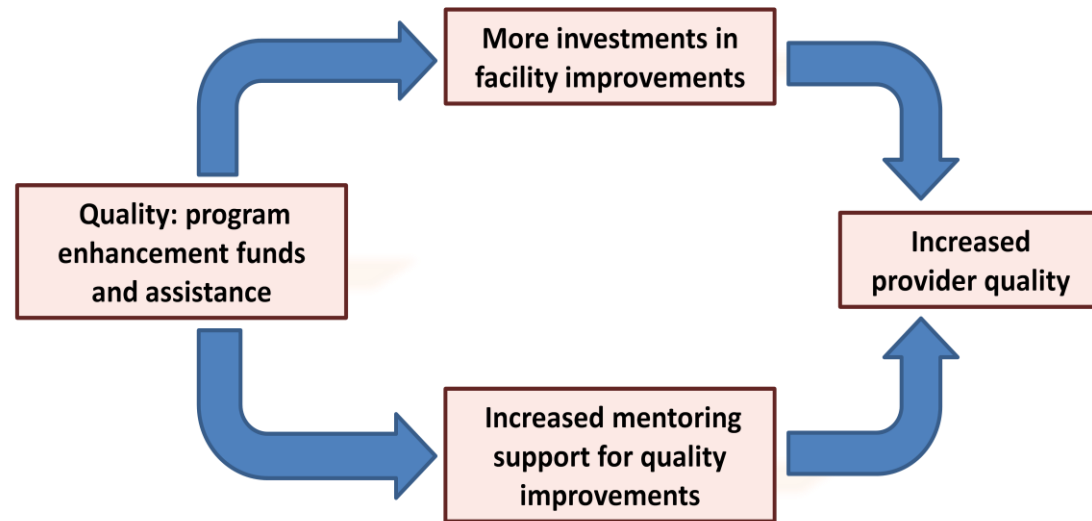 More investments in
facility improvements
Quality: program
enhancement funds
and assistance
Increased
provider quality
Increased mentoring
support for quality
improvements